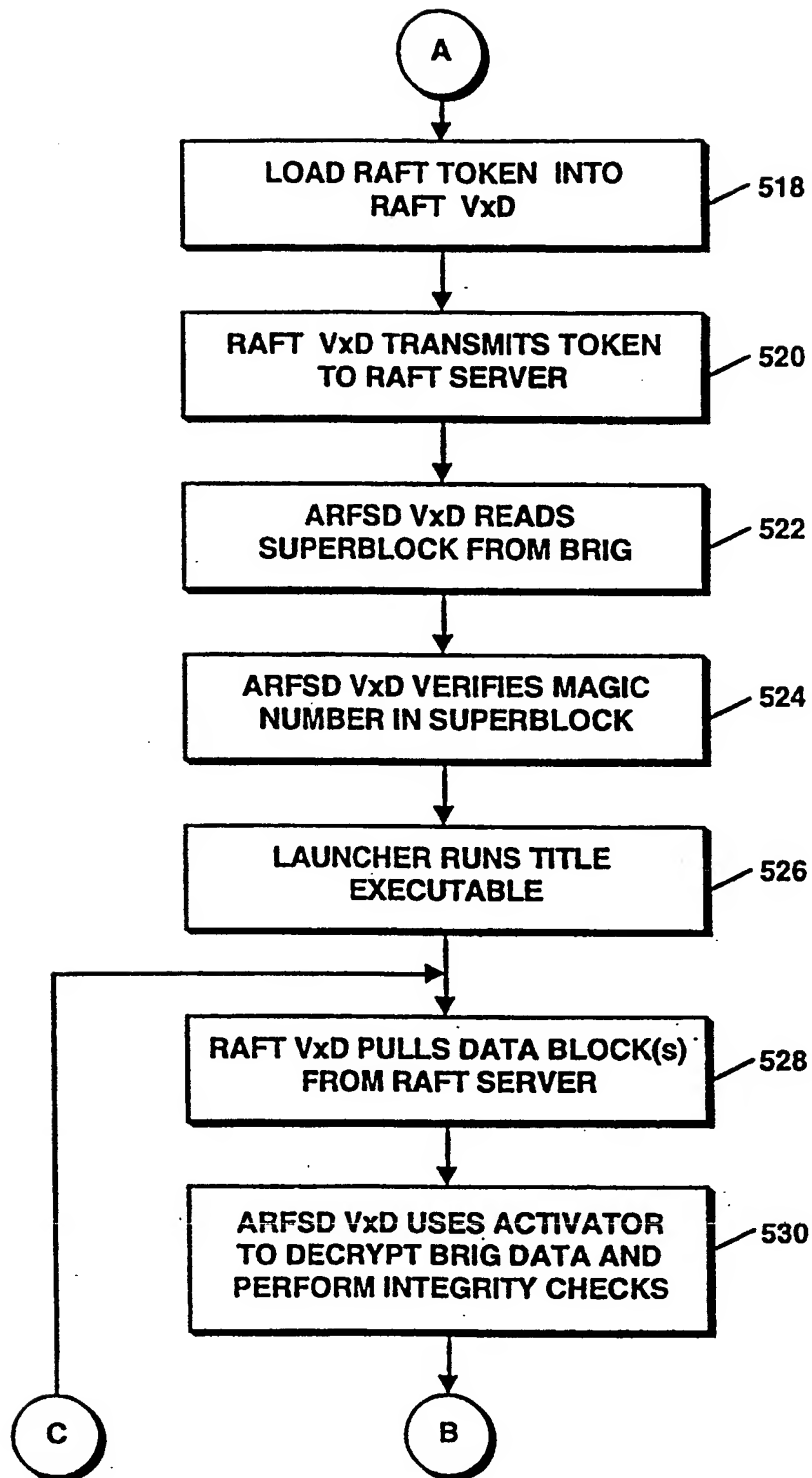 A
LOAD RAFT TOKEN INTO
RAFT VxD
518
RAFT VxD TRANSMITS TOKEN
TO RAFT SERVER
520
ARFSD VxD READS
SUPERBLOCK FROM BRIG
522
ARFSD VxD VERIFIES MAGIC
NUMBER IN SUPERBLOCK
524
LAUNCHER RUNS TITLE
EXECUTABLE
526
RAFT VxD PULLS DATA BLOCK(s)
FROM RAFT SERVER
528
ARFSD VxD USES ACTIVATOR
TO DECRYPT BRIG DATA AND
PERFORM INTEGRITY CHECKS
530
C
B